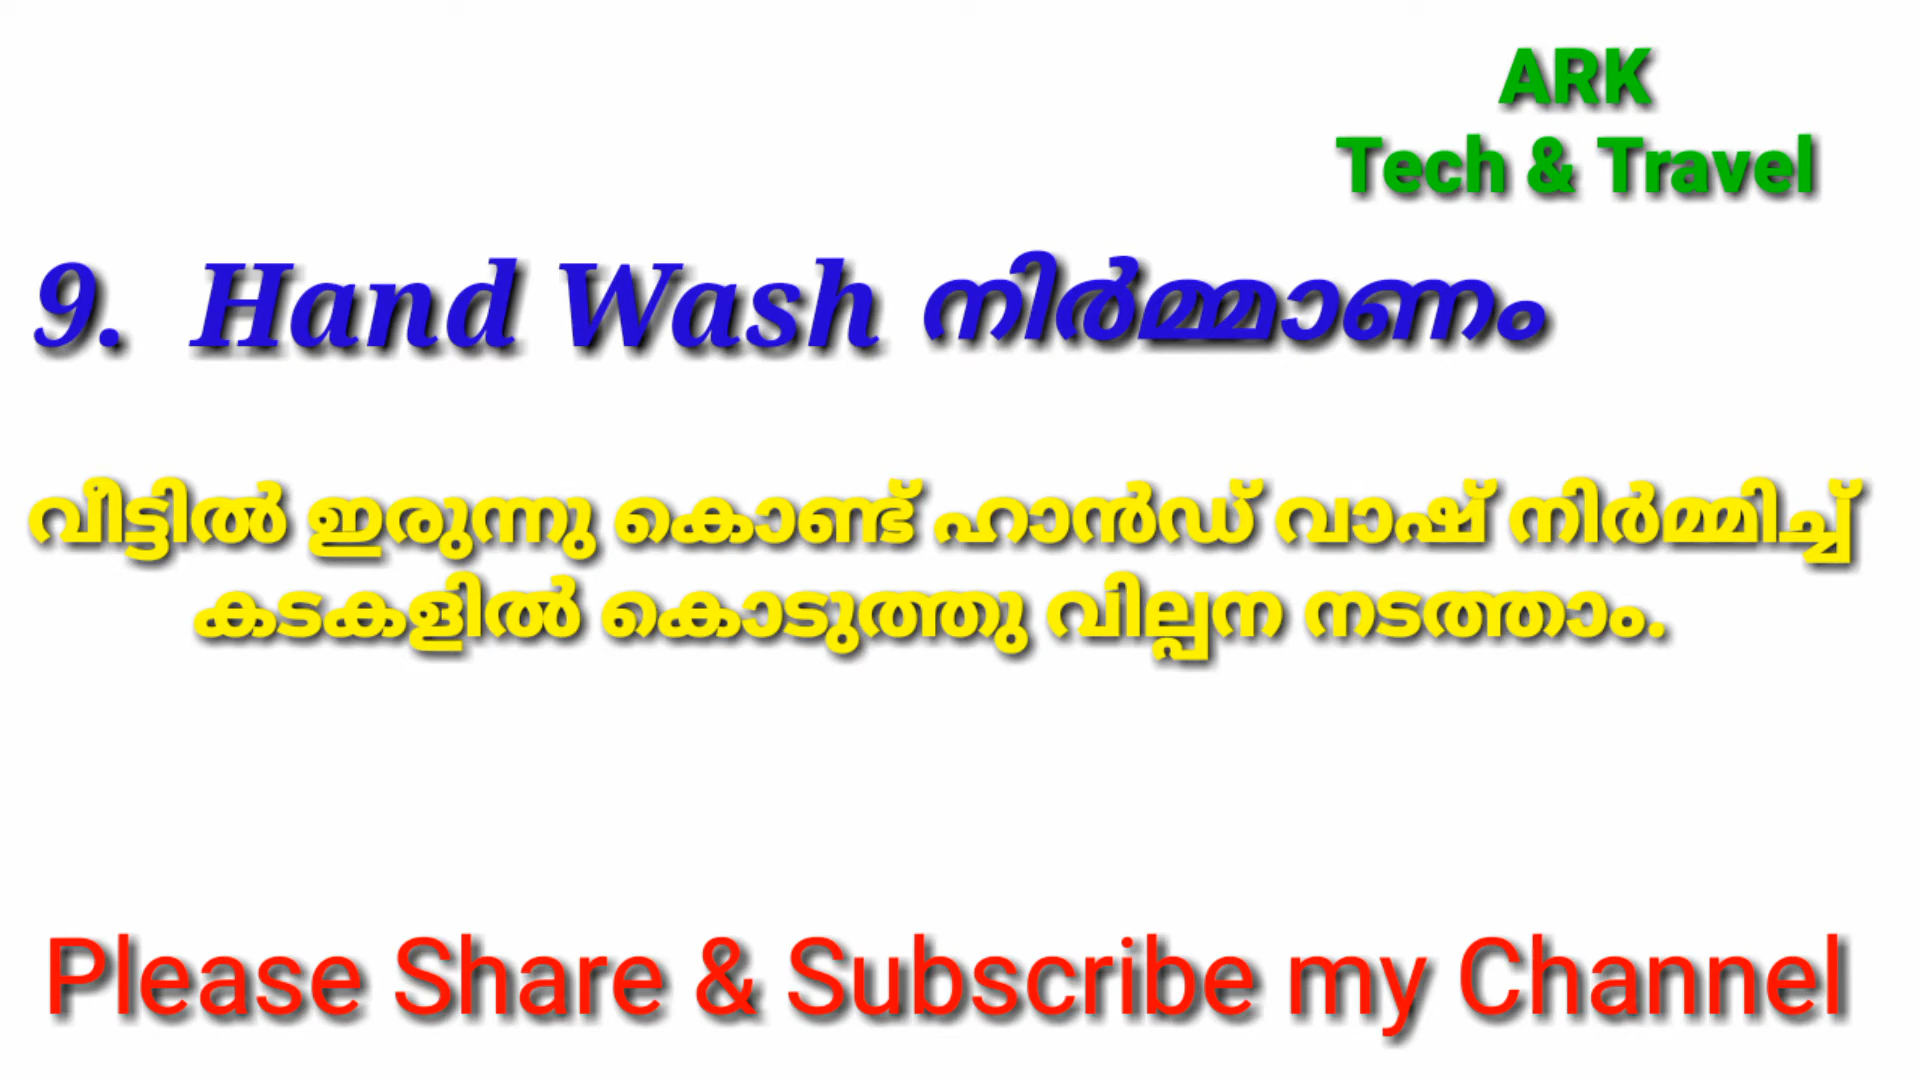 ARK
Tech & Travel
9. Hand Wash നിർമ്മാണം
വീട്ടിൽ ഇരുന്നു കൊണ്ട് ഹാൻഡ് വാഷ് നിർമ്മിച്ച്
കടകളിൽ കൊടുത്തു വില്പന നടത്താം.
Please Share & Subscribe my Channel